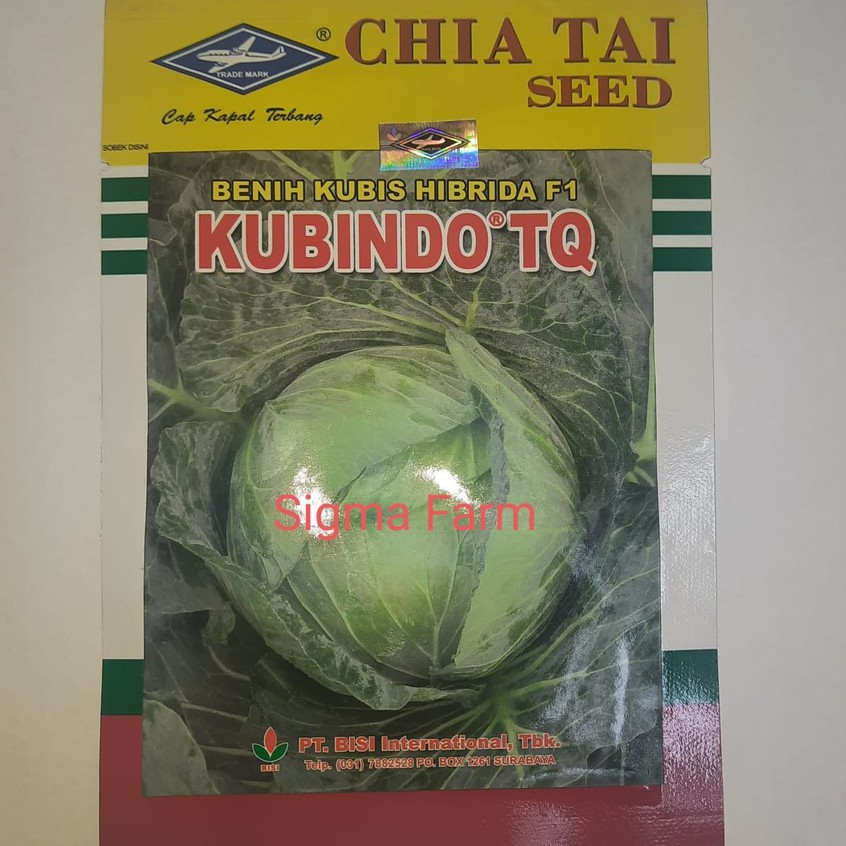 CHIA TAI
SEED
®
TRADE MARK
Cap Kapal Terbang
SOBEK DISINI
BENIH KUBIS HIBRIDA F1
KUBINDO® TQ
Sigma Farm
BISI
PT. BISI International, Tbk.
Telp. (031) 7882528 PO. BOX 1261 SURABAYA